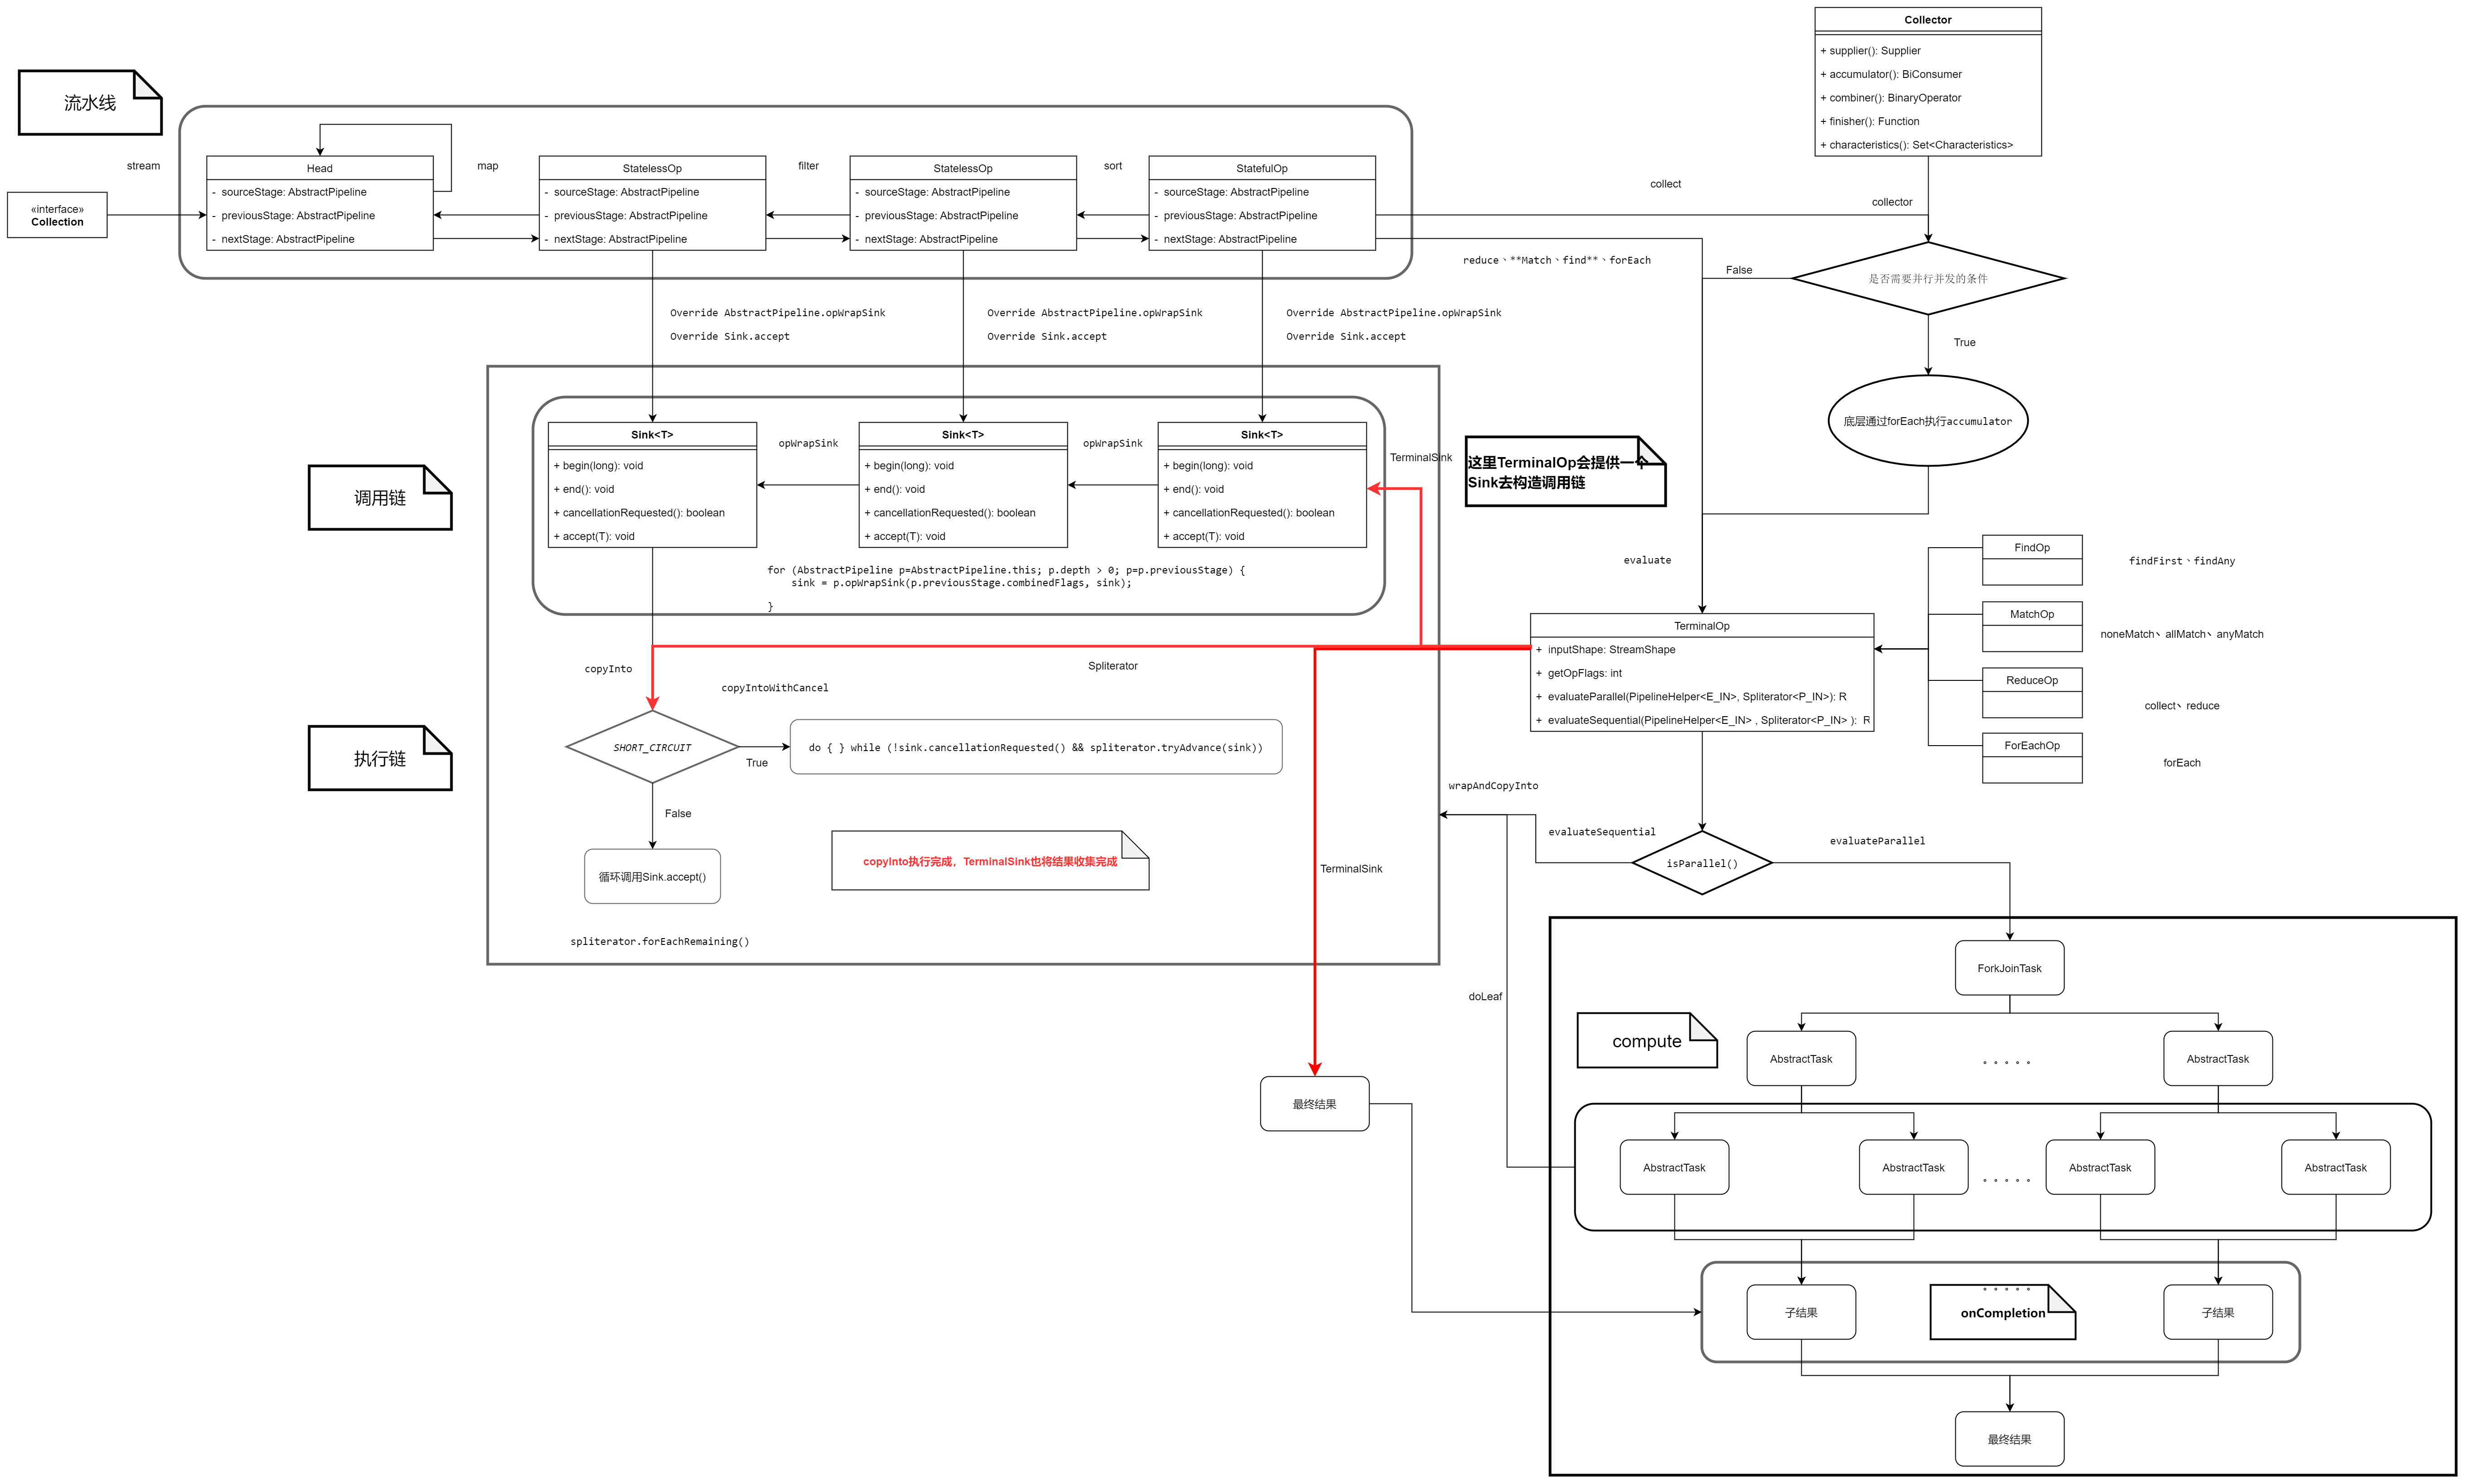 Collector
+ supplier(): Supplier
+ accumulator(): BiConsumer
+ combiner(): BinaryOperator
+ finisher(): Function
+ characteristics(): Set<Characteristics>
流水线
stream
«interface»
Collection
Head
- sourceStage: AbstractPipeline
- previousStage: AbstractPipeline
- nextStage: AbstractPipeline
map
StatelessOp
- sourceStage: AbstractPipeline
- previousStage: AbstractPipeline
- nextStage: AbstractPipeline
filter
StatelessOp
- sourceStage: AbstractPipeline
- previousStage: AbstractPipeline
- nextStage: AbstractPipeline
sort
StatefulOp
- sourceStage: AbstractPipeline
- previousStage: AbstractPipeline
- nextStage: AbstractPipeline
collect
collector
reduce、**Match、find**、forEach
False
是否需要并行并发的条件
True
底层通过forEach执行accumulator
Override AbstractPipeline.opWrapSink
Override Sink.accept
Override AbstractPipeline.opWrapSink
Override Sink.accept
Override AbstractPipeline.opWrapSink
Override Sink.accept
调用链
Sink<T>
+ begin(long): void
+ end(): void
+ cancellationRequested(): boolean
+ accept(T): void
opWrapSink
Sink<T>
+ begin(long): void
+ end(): void
+ cancellationRequested(): boolean
+ accept(T): void
opWrapSink
Sink<T>
+ begin(long): void
+ end(): void
+ cancellationRequested(): boolean
+ accept(T): void
TerminalSink
这里TerminalOp会提供一个
Sink去构造调用链
for (AbstractPipeline p=AbstractPipeline.this; p.depth > 0; p=p.previousStage) {
sink = p.opWrapSink(p.previousStage.combinedFlags, sink);
}
evaluate
TerminalOp
+ inputShape: StreamShape
+ getOpFlags: int
+ evaluateParallel(PipelineHelper<E_IN>, Spliterator<P_IN>): R
+ evaluateSequential(PipelineHelper<E_IN> , Spliterator<P_IN> ): R
FindOp
findFirst、findAny
MatchOp
noneMatch、allMatch、anyMatch
ReduceOp
collect、reduce
ForEachOp
forEach
执行链
copyInto
Spliterator
copyIntoWithCancel
SHORT_CIRCUIT
True
do { } while (!sink.cancellationRequested() && spliterator.tryAdvance(sink))
False
循环调用Sink.accept()
copyInto执行完成，TerminalSink也将结果收集完成
spliterator.forEachRemaining()
wrapAndCopyInto
evaluateSequential
isParallel()
evaluateParallel
TerminalSink
doLeaf
最终结果
ForkJoinTask
compute
AbstractTask
。。。。。
AbstractTask
AbstractTask
AbstractTask
。。。。。
AbstractTask
AbstractTask
子结果
。。。。。
onCompletion
子结果
最终结果